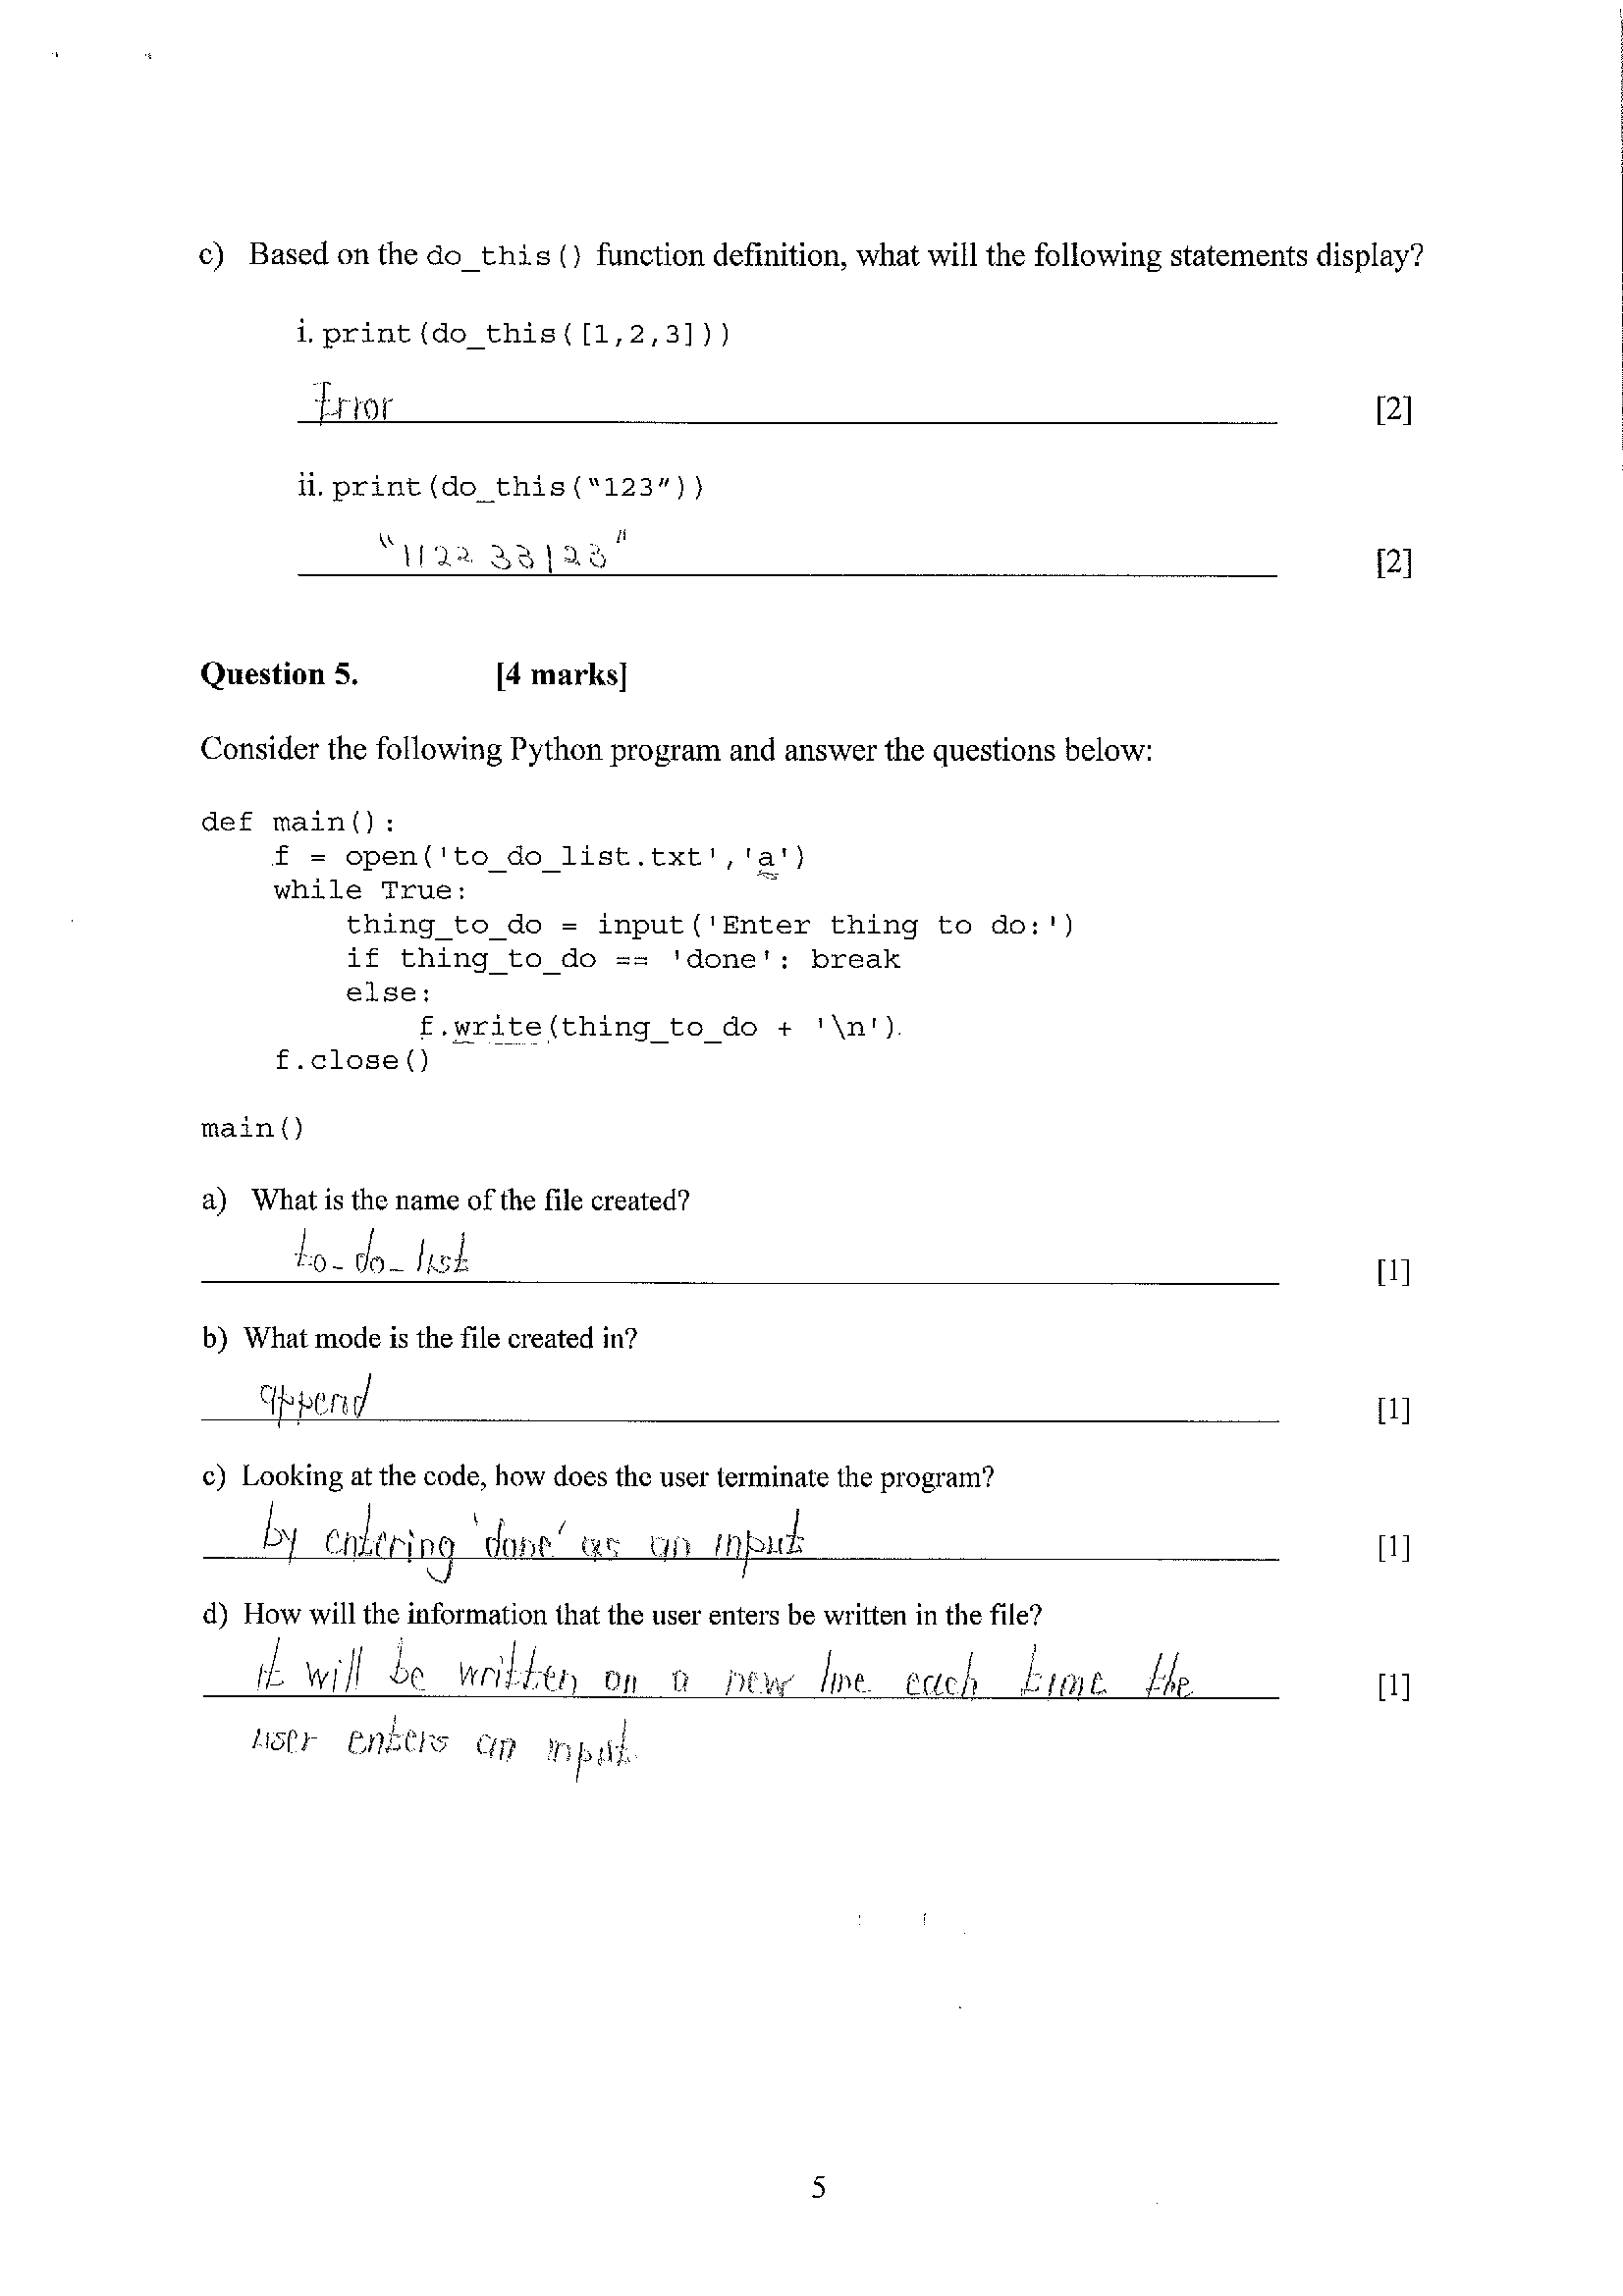 c) Based on the do_this() function definition, what will the following statements display?
i. print(do_this([1,2,3]))
Error [2]
ii. print(do_this(“123”))
"112233123" [2]
Question 5. [4 marks]
Consider the following Python program and answer the questions below:
def main():
    f = open('to_do_list.txt','a')
    while True:
        thing_to_do = input('Enter thing to do:')
        if thing_to_do == 'done': break
        else:
            f.write(thing_to_do + '\n')
    f.close()
main()
a) What is the name of the file created?
to_do_list [1]
b) What mode is the file created in?
append [1]
c) Looking at the code, how does the user terminate the program?
by entering 'done' as an input [1]
d) How will the information that the user enters be written in the file?
it will be written on a new line each time the [1]
user enters an input
5